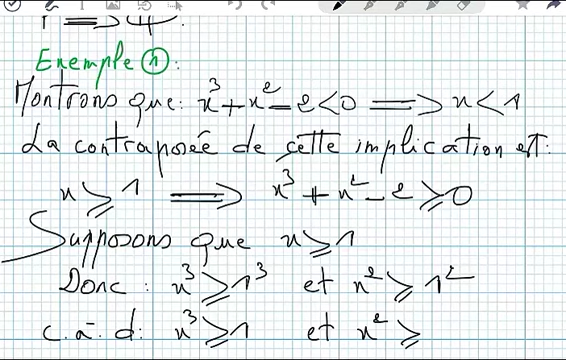 Exemple ①:
Montrons que: x³+x²-2<0 ⟹ x<1
La contraposée de cette implication est:
x⩾1 ⟹ x³+x²-2⩾0
Supposons que x⩾1
Donc: x³⩾1³ et x²⩾1²
c.à.d: x³⩾1 et x²⩾